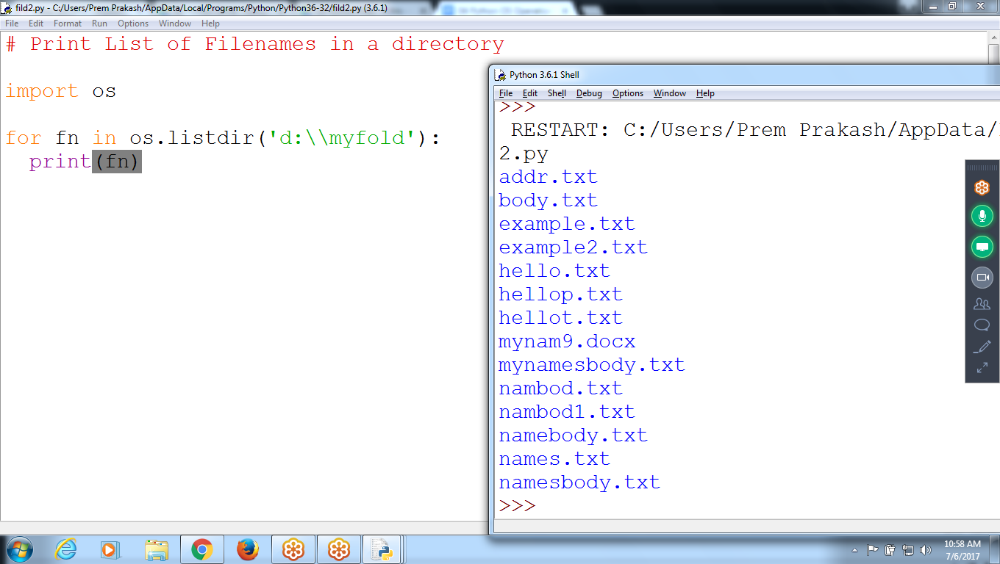 fild2.py - C:/Users/Prem Prakash/AppData/Local/Programs/Python/Python36-32/fild2.py (3.6.1)
File Edit Format Run Options Window Help
# Print List of Filenames in a directory
import os
for fn in os.listdir('d:\\myfold'):
  print(fn)
Python 3.6.1 Shell
File Edit Shell Debug Options Window Help
>>>
 RESTART: C:/Users/Prem Prakash/AppData/
2.py
addr.txt
body.txt
example.txt
example2.txt
hello.txt
hellop.txt
hellot.txt
mynam9.docx
mynamesbody.txt
nambod.txt
nambod1.txt
namebody.txt
names.txt
namesbody.txt
>>>
10:58 AM
7/6/2017